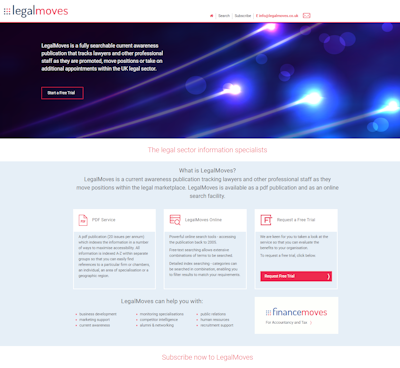 legalmoves
Search
Subscribe
E info@legalmoves.co.uk
LegalMoves is a fully searchable current awareness
publication tracking lawyers and other professional
staff as they are promoted, move positions or take on
additional appointments within the UK legal sector.
Start a Free Trial
The legal sector information specialists
What is LegalMoves?
LegalMoves is a current awareness publication tracking lawyers and other professional staff as they
move positions within the legal marketplace. LegalMoves is available as a pdf publication and as an online
search facility.
PDF Service
A pdf publication (20 issues per annum)
which indexes the information in a number
of ways to maximise accessibility. All
information is indexed A-Z within separate
groups so that you can easily find
references to a particular firm or chambers,
an individual, an area of specialisation or a
geographic region.
LegalMoves Online
Powerful online search tools - accessing
the publication back to 2005.
Free-text searching allows extensive
combinations of terms to be searched.
Detailed index searching - categories can
be searched in combination, enabling you
to filter results to match your requirements.
Request a Free Trial
We are keen for you to take a look at the
service so that you can evaluate the
benefits to your organisation.
To request a free trial, click below.
Request Free Trial
LegalMoves can help you with:
business development
marketing support
current awareness
monitoring specialisations
competitor intelligence
alumni & networking
public relations
human resources
recruitment support
financemoves
For Accountancy and Tax
Subscribe now to LegalMoves